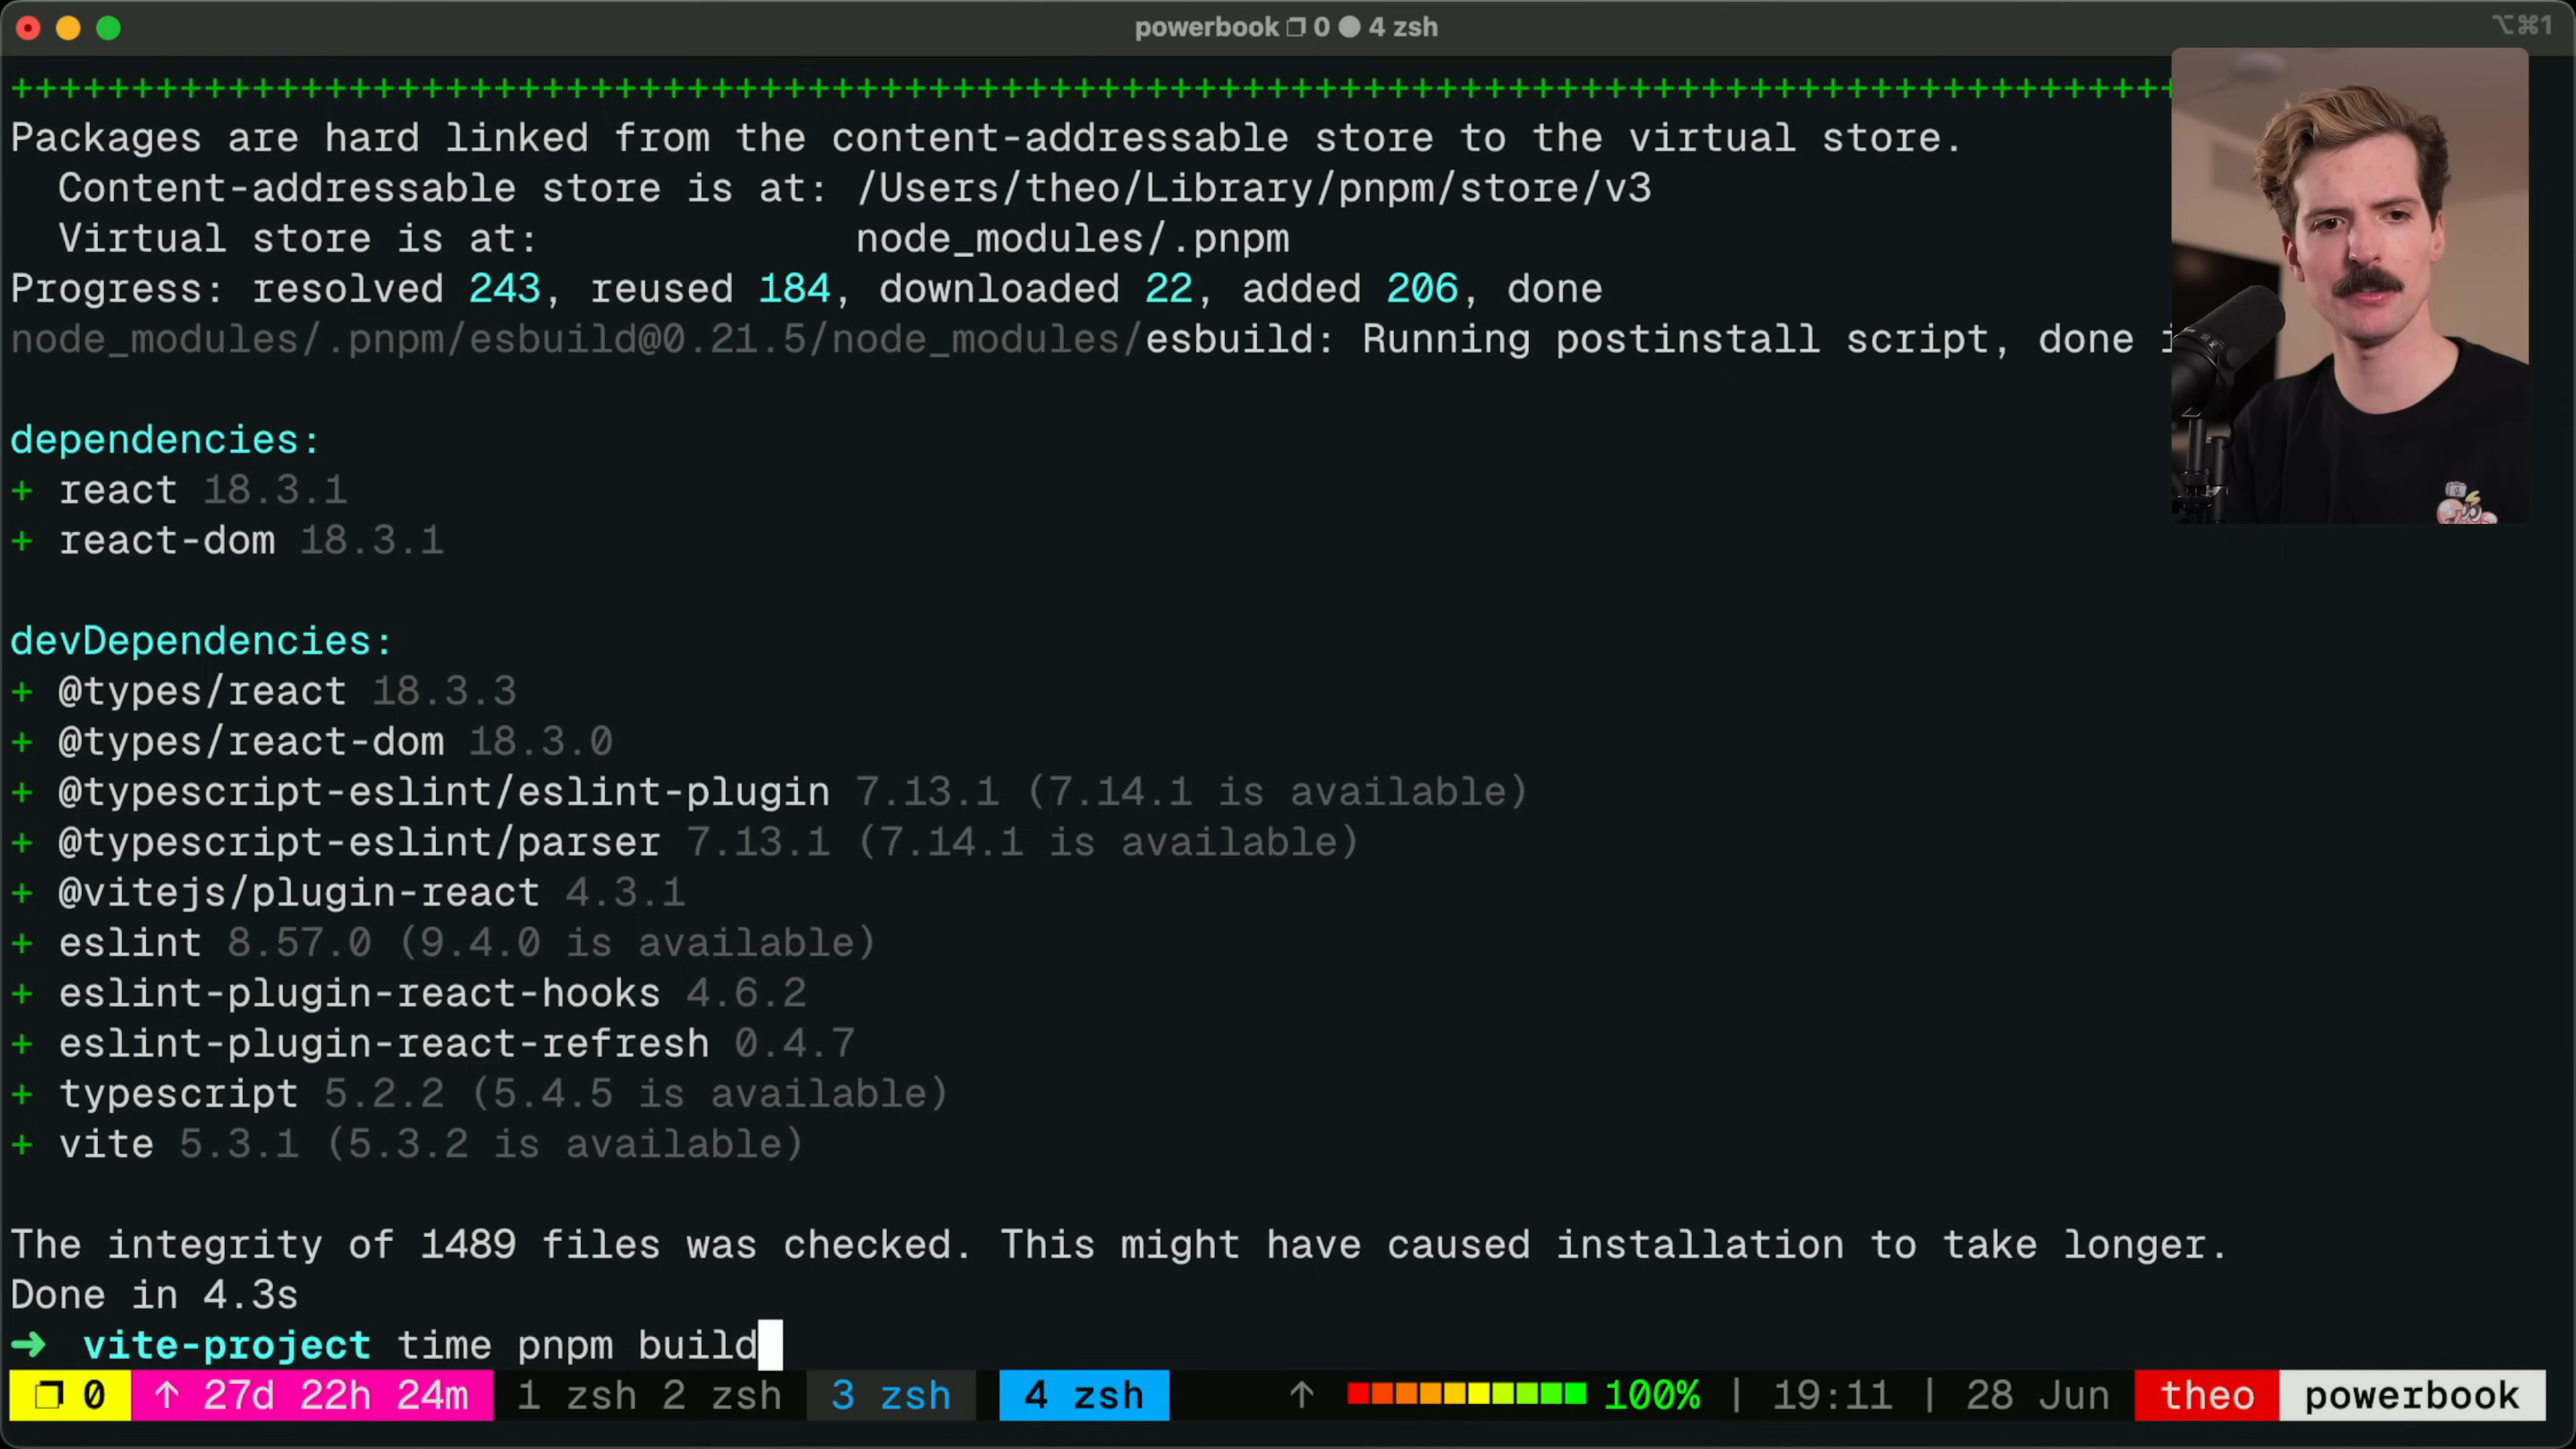 powerbook 0 ● 4 zsh
⌥⌘1
++++++++++++++++++++++++++++++++++++++++++++++++++++++++++++++++++++++++++++++++++++++++++
Packages are hard linked from the content-addressable store to the virtual store.
Content-addressable store is at: /Users/theo/Library/pnpm/store/v3
Virtual store is at: node_modules/.pnpm
Progress: resolved 243, reused 184, downloaded 22, added 206, done
node_modules/.pnpm/esbuild@0.21.5/node_modules/esbuild: Running postinstall script, done i
dependencies:
+ react 18.3.1
+ react-dom 18.3.1
devDependencies:
+ @types/react 18.3.3
+ @types/react-dom 18.3.0
+ @typescript-eslint/eslint-plugin 7.13.1 (7.14.1 is available)
+ @typescript-eslint/parser 7.13.1 (7.14.1 is available)
+ @vitejs/plugin-react 4.3.1
+ eslint 8.57.0 (9.4.0 is available)
+ eslint-plugin-react-hooks 4.6.2
+ eslint-plugin-react-refresh 0.4.7
+ typescript 5.2.2 (5.4.5 is available)
+ vite 5.3.1 (5.3.2 is available)
The integrity of 1489 files was checked. This might have caused installation to take longer.
Done in 4.3s
➜ vite-project time pnpm build
❐ 0 ↑ 27d 22h 24m 1 zsh 2 zsh 3 zsh 4 zsh ↑ 100% | 19:11 | 28 Jun theo powerbook